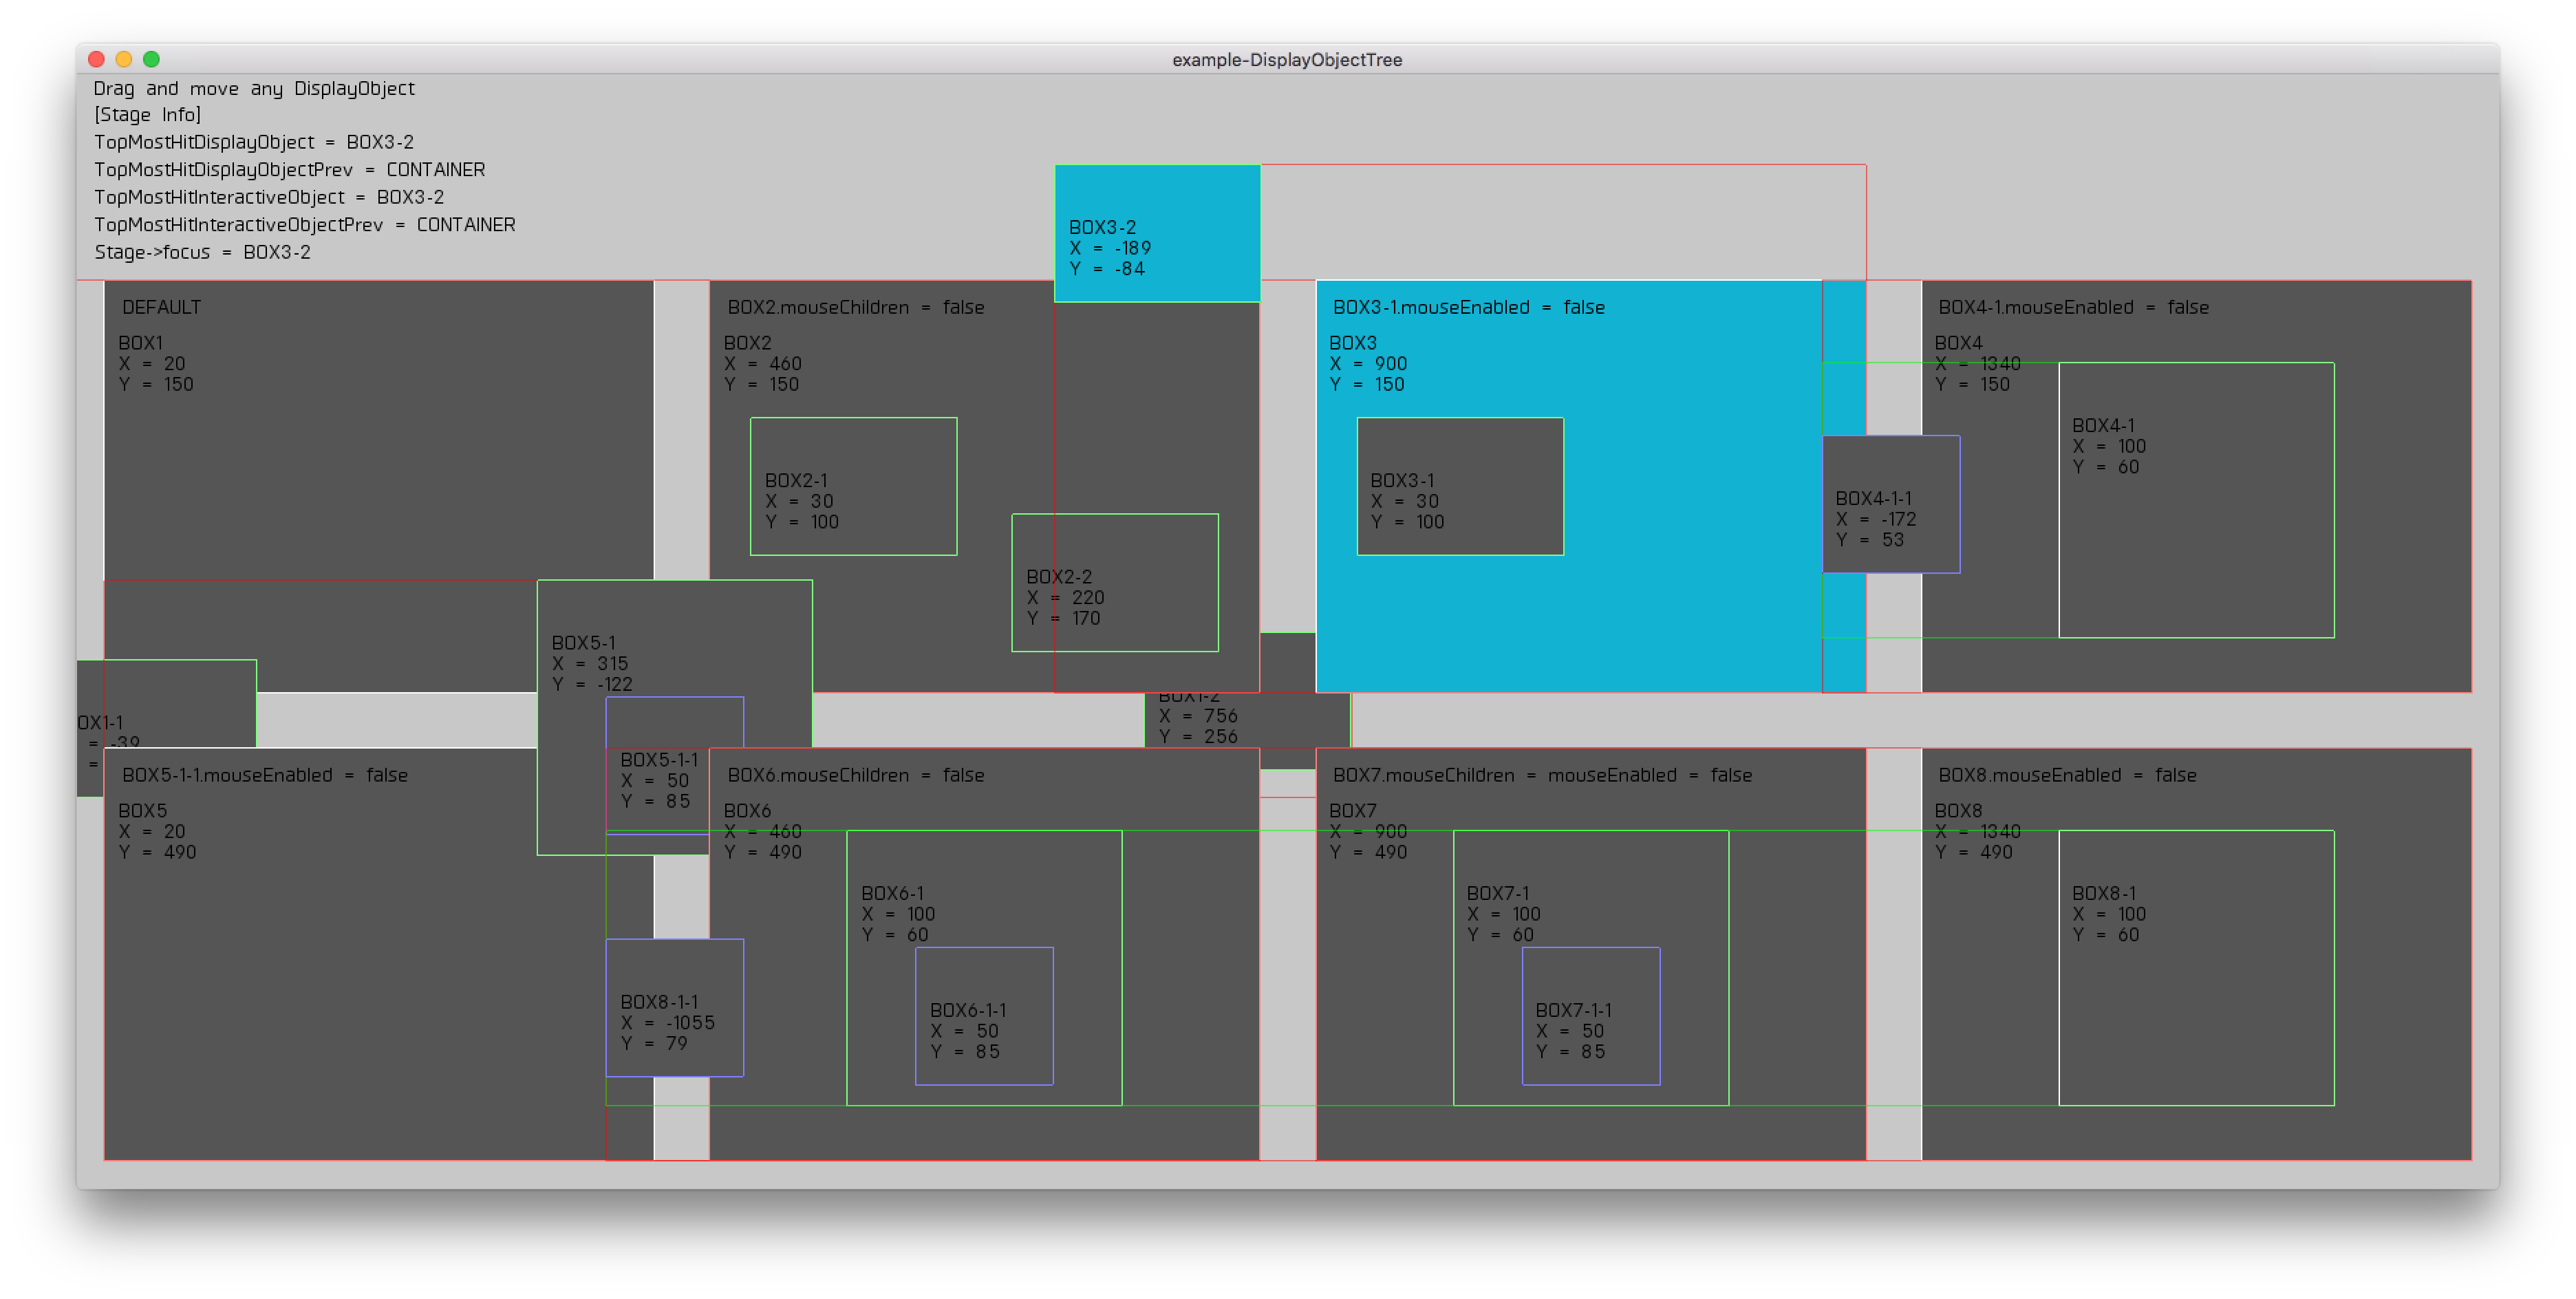 example-DisplayObjectTree
Drag and move any DisplayObject
[Stage Info]
TopMostHitDisplayObject = BOX3-2
TopMostHitDisplayObjectPrev = CONTAINER
TopMostHitInteractiveObject = BOX3-2
TopMostHitInteractiveObjectPrev = CONTAINER
Stage->focus = BOX3-2
BOX3-2
X = -189
Y = -84
DEFAULT
BOX1
X = 20
Y = 150
BOX2.mouseChildren = false
BOX2
X = 460
Y = 150
BOX2-1
X = 30
Y = 100
BOX2-2
X = 220
Y = 170
BOX3-1.mouseEnabled = false
BOX3
X = 900
Y = 150
BOX3-1
X = 30
Y = 100
BOX4-1.mouseEnabled = false
BOX4
X = 1340
Y = 150
BOX4-1
X = 100
Y = 60
BOX4-1-1
X = -172
Y = 53
BOX5-1
X = 315
Y = -122
OX1-1
= -39
=
BOX1-2
X = 756
Y = 256
BOX5-1-1.mouseEnabled = false
BOX5
X = 20
Y = 490
BOX5-1-1
X = 50
Y = 85
BOX8-1-1
X = -1055
Y = 79
BOX6.mouseChildren = false
BOX6
X = 460
Y = 490
BOX6-1
X = 100
Y = 60
BOX6-1-1
X = 50
Y = 85
BOX7.mouseChildren = mouseEnabled = false
BOX7
X = 900
Y = 490
BOX7-1
X = 100
Y = 60
BOX7-1-1
X = 50
Y = 85
BOX8.mouseEnabled = false
BOX8
X = 1340
Y = 490
BOX8-1
X = 100
Y = 60